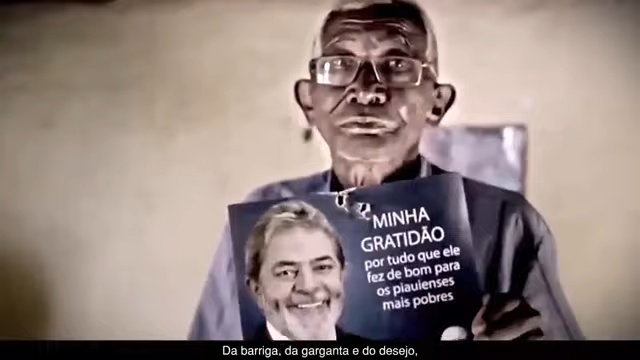 MINHA
GRATIDÃO
por tudo que ele
fez de bom para
os piauienses
mais pobres
Da barriga, da garganta e do desejo,